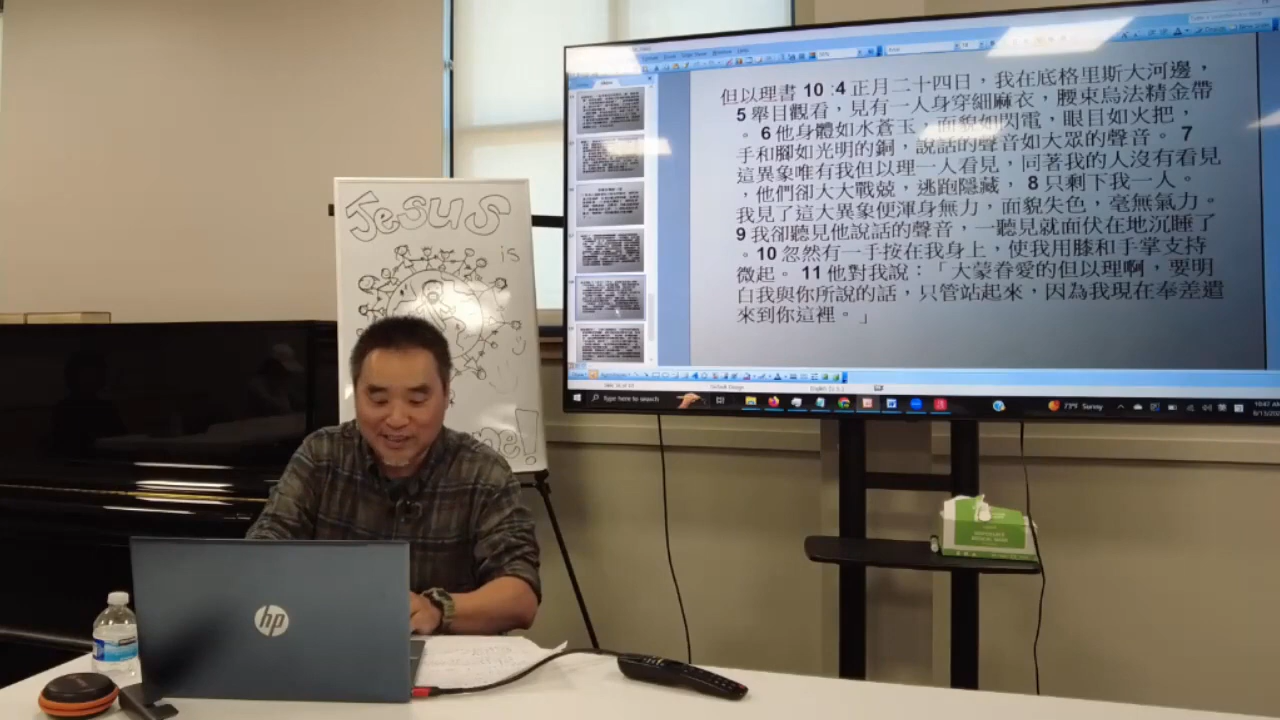 但以理書 10 :4 正月二十四日，我在底格里斯大河邊，
5 舉目觀看，見有一人身穿細麻衣，腰束烏法精金帶
。 6 他身體如水蒼玉，面貌如閃電，眼目如火把，
手和腳如光明的銅，說話的聲音如大眾的聲音。 7
這異象唯有我但以理一人看見，同著我的人沒有看見
，他們卻大大戰兢，逃跑隱藏， 8 只剩下我一人。
我見了這大異象便渾身無力，面貌失色，毫無氣力。
9 我卻聽見他說話的聲音，一聽見就面伏在地沉睡了
。 10 忽然有一手按在我身上，使我用膝和手掌支持
微起。 11 他對我說：「大蒙眷愛的但以理啊，要明
白我與你所說的話，只管站起來，因為我現在奉差遣
來到你這裡。」
Type here to search
77°F Sunny
10:47 AM
Jesus
is
me!
hp